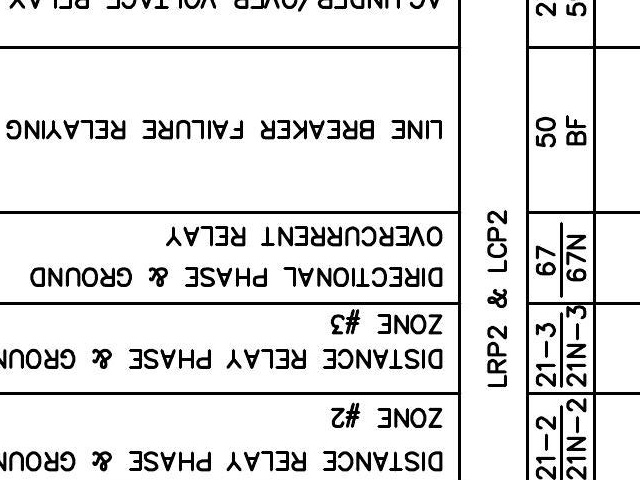 21-2
21N-2
DISTANCE RELAY PHASE & GROUN
ZONE #2
21-3
21N-3
DISTANCE RELAY PHASE & GROUN
ZONE #3
67
67N
DIRECTIONAL PHASE & GROUND
OVERCURRENT RELAY
LRP2 & LCP2
50
BF
LINE BREAKER FAILURE RELAYING
AC UNDER/OVER VOLTAGE RELAY